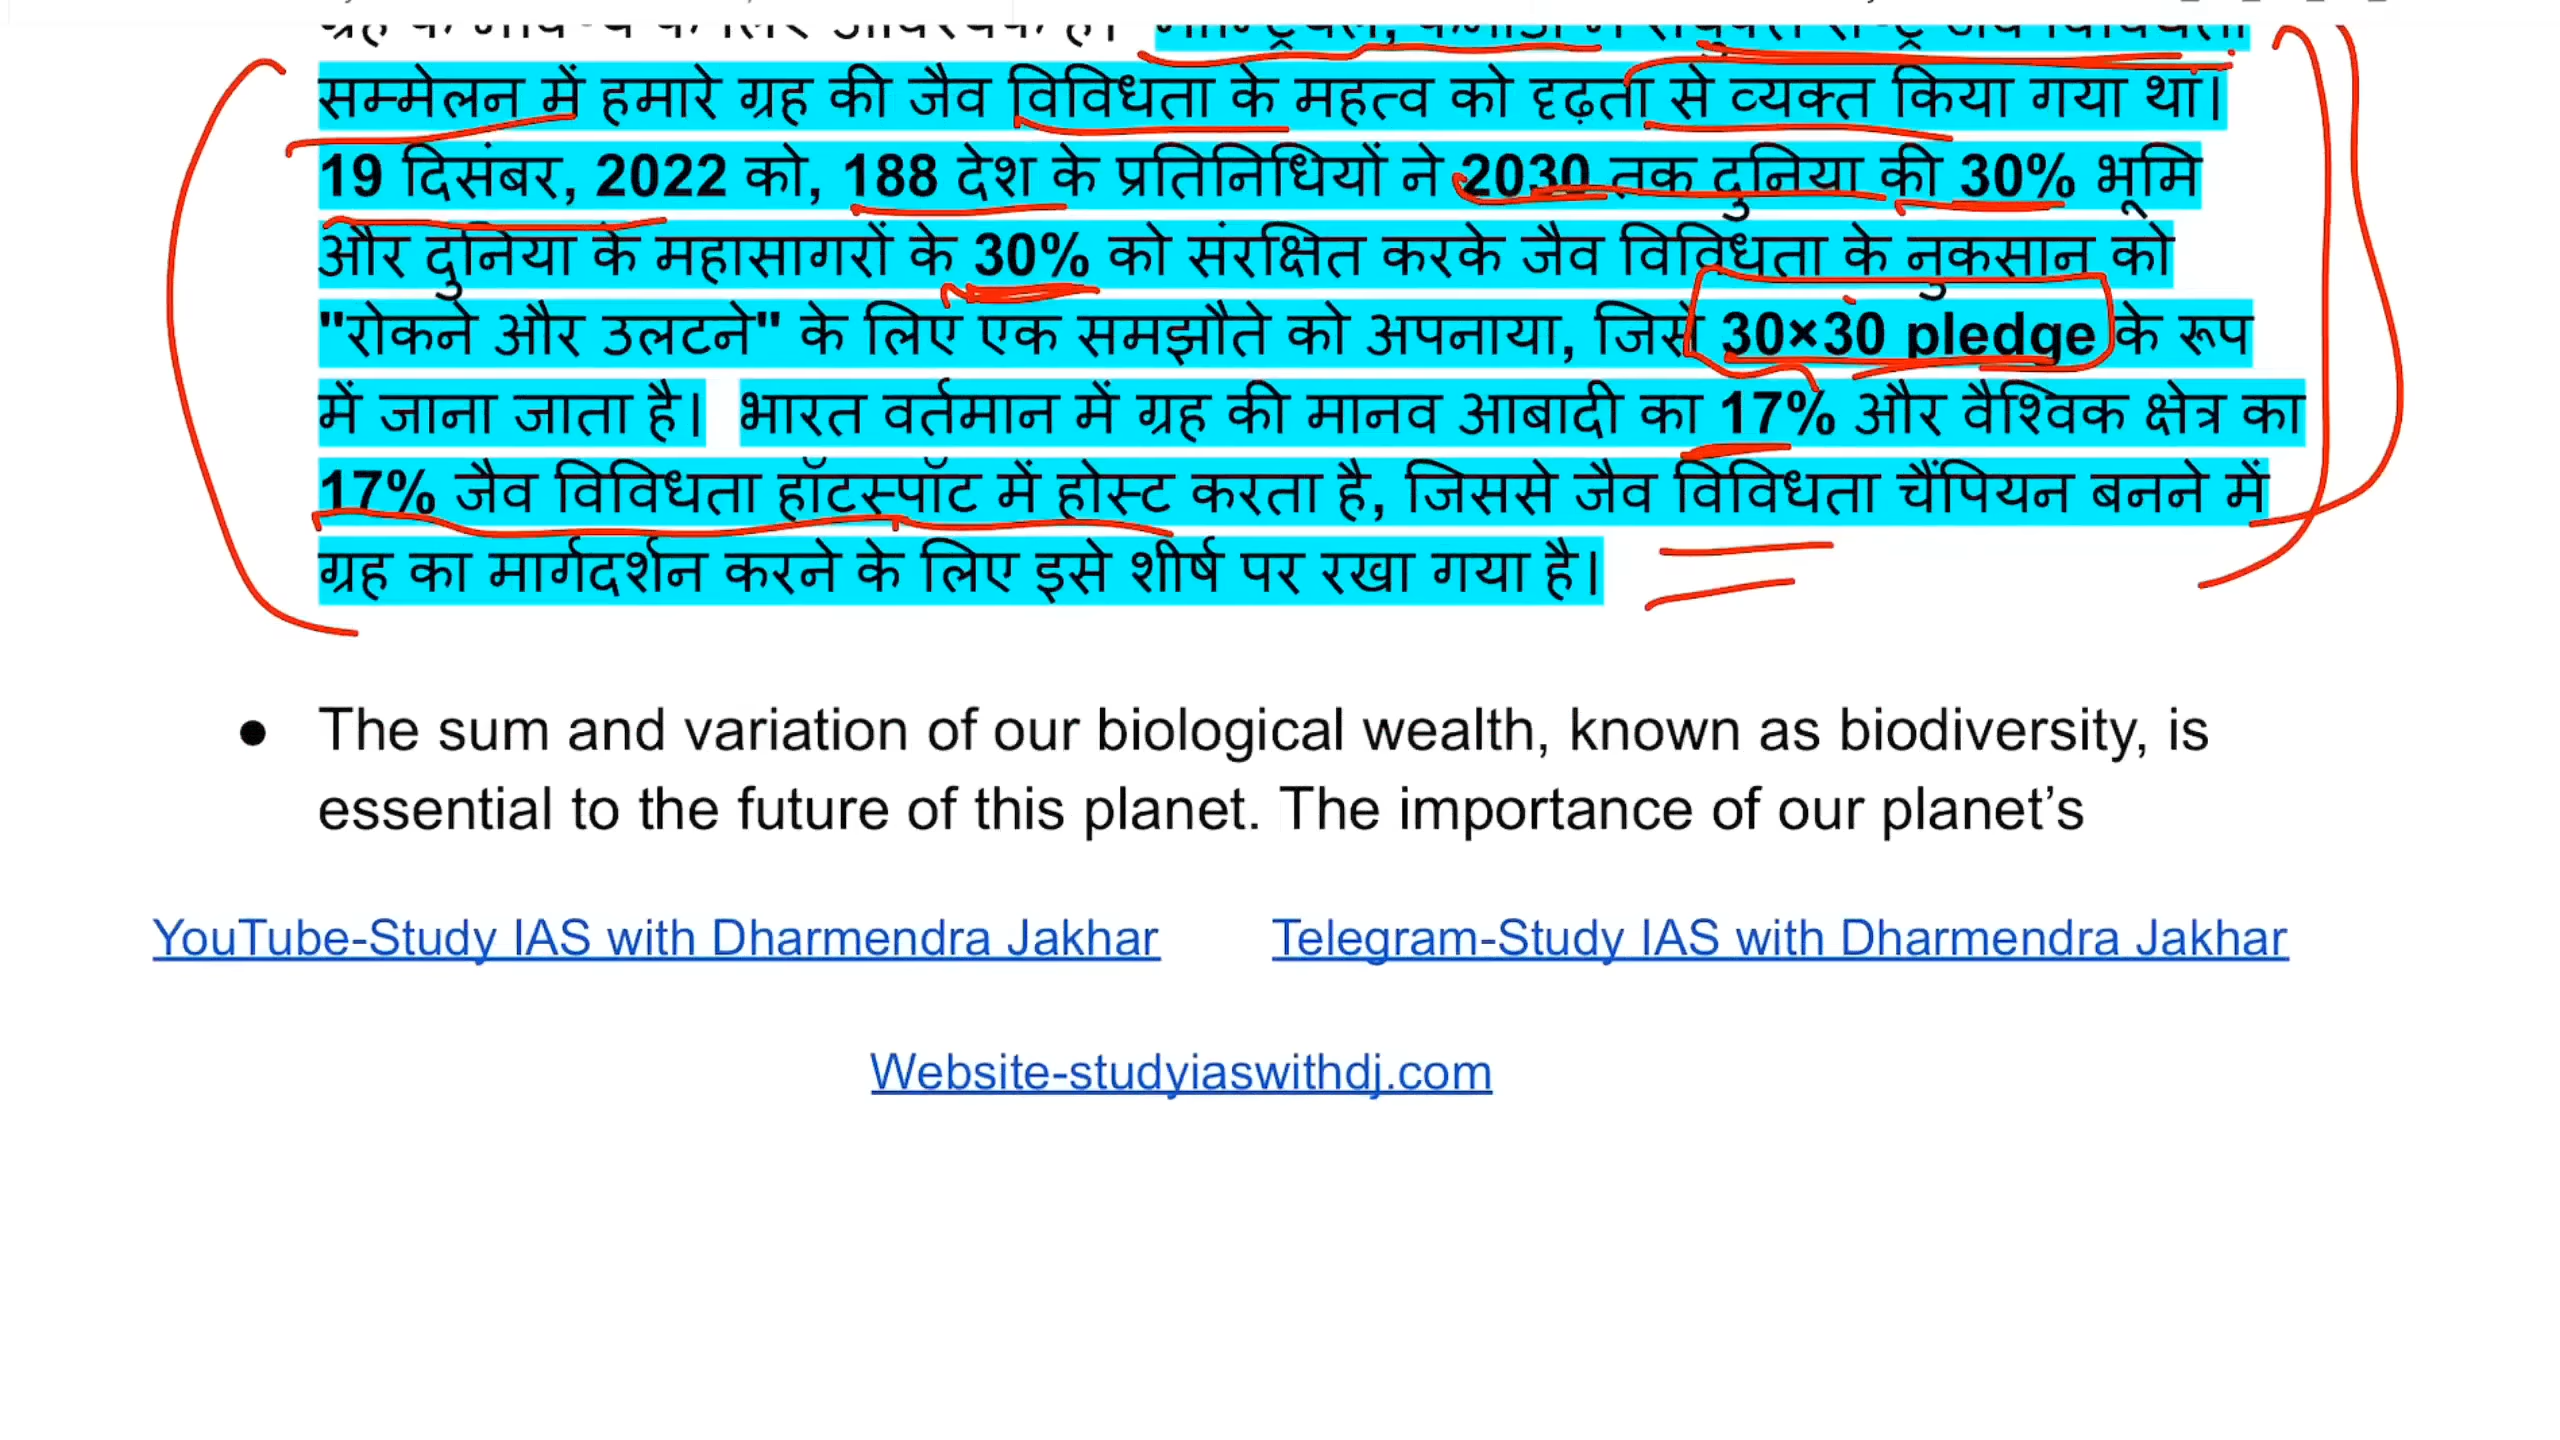 सम्मेलन में हमारे ग्रह की जैव विविधता के महत्व को दृढ़ता से व्यक्त किया गया था।
19 दिसंबर, 2022 को, 188 देश के प्रतिनिधियों ने 2030 तक दुनिया की 30% भूमि
और दुनिया के महासागरों के 30% को संरक्षित करके जैव विविधता के नुकसान को
"रोकने और उलटने" के लिए एक समझौते को अपनाया, जिसे 30×30 pledge के रूप
में जाना जाता है। भारत वर्तमान में ग्रह की मानव आबादी का 17% और वैश्विक क्षेत्र का
17% जैव विविधता हॉटस्पॉट में होस्ट करता है, जिससे जैव विविधता चैंपियन बनने में
ग्रह का मार्गदर्शन करने के लिए इसे शीर्ष पर रखा गया है।
● The sum and variation of our biological wealth, known as biodiversity, is
essential to the future of this planet. The importance of our planet’s
YouTube-Study IAS with Dharmendra Jakhar Telegram-Study IAS with Dharmendra Jakhar
Website-studyiaswithdj.com